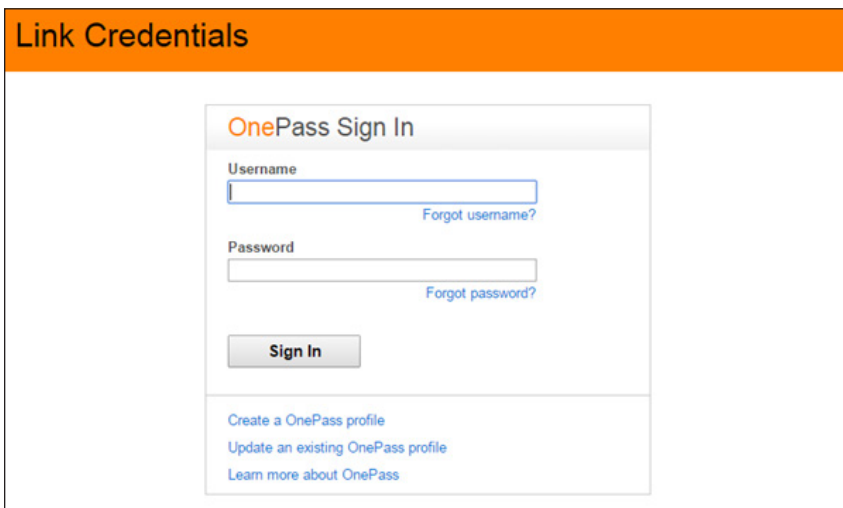 Link Credentials
OnePass Sign In
Username
Forgot username?
Password
Forgot password?
Sign In
Create a OnePass profile
Update an existing OnePass profile
Learn more about OnePass